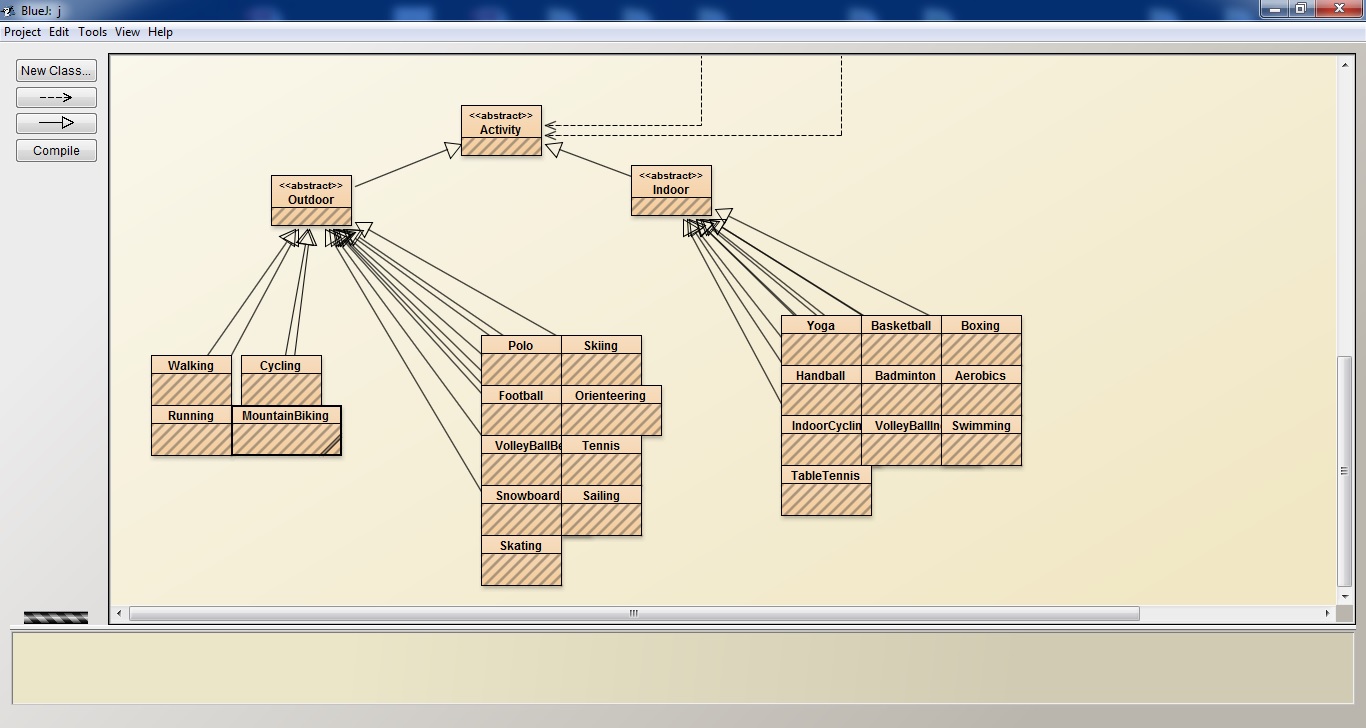 BlueJ: j
Project Edit Tools View Help
New Class...
Compile
<<abstract>>
Activity
<<abstract>>
Outdoor
<<abstract>>
Indoor
Walking
Cycling
Running
MountainBiking
Polo
Skiing
Football
Orienteering
VolleyBallBe
Tennis
Snowboard
Sailing
Skating
Yoga
Basketball
Boxing
Handball
Badminton
Aerobics
IndoorCyclin
VolleyBallIn
Swimming
TableTennis